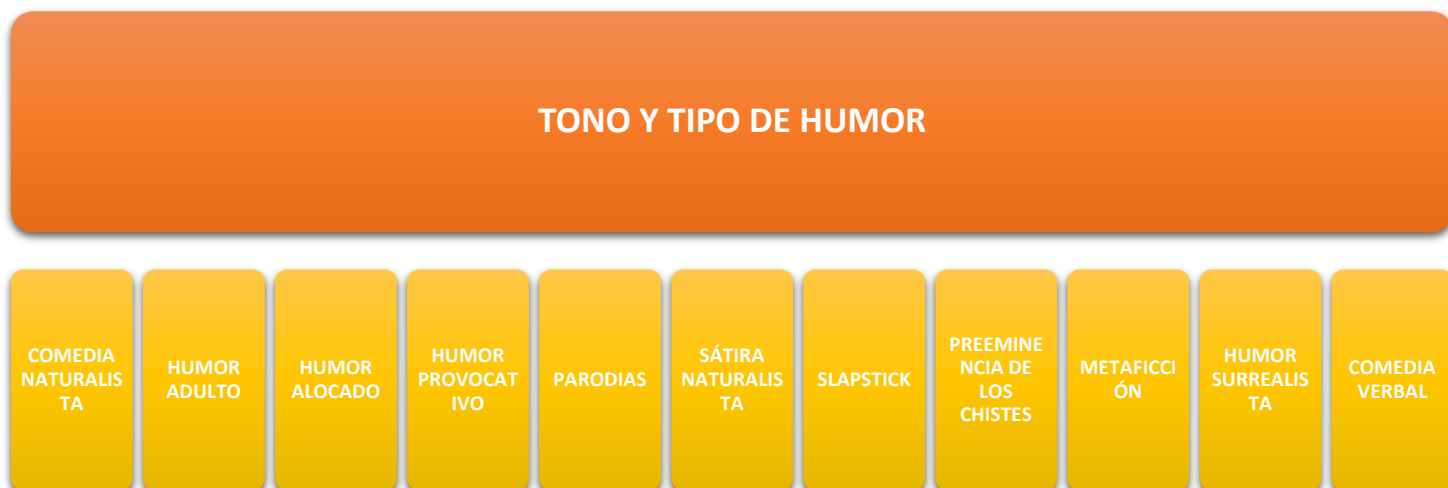 TONO Y TIPO DE HUMOR
COMEDIA
NATURALIS
TA
HUMOR
ADULTO
HUMOR
ALOCADO
HUMOR
PROVOCAT
IVO
PARODIAS
SÁTIRA
NATURALIS
TA
SLAPSTICK
PREEMINE
NCIA DE
LOS
CHISTES
METAFICCI
ÓN
HUMOR
SURREALIS
TA
COMEDIA
VERBAL